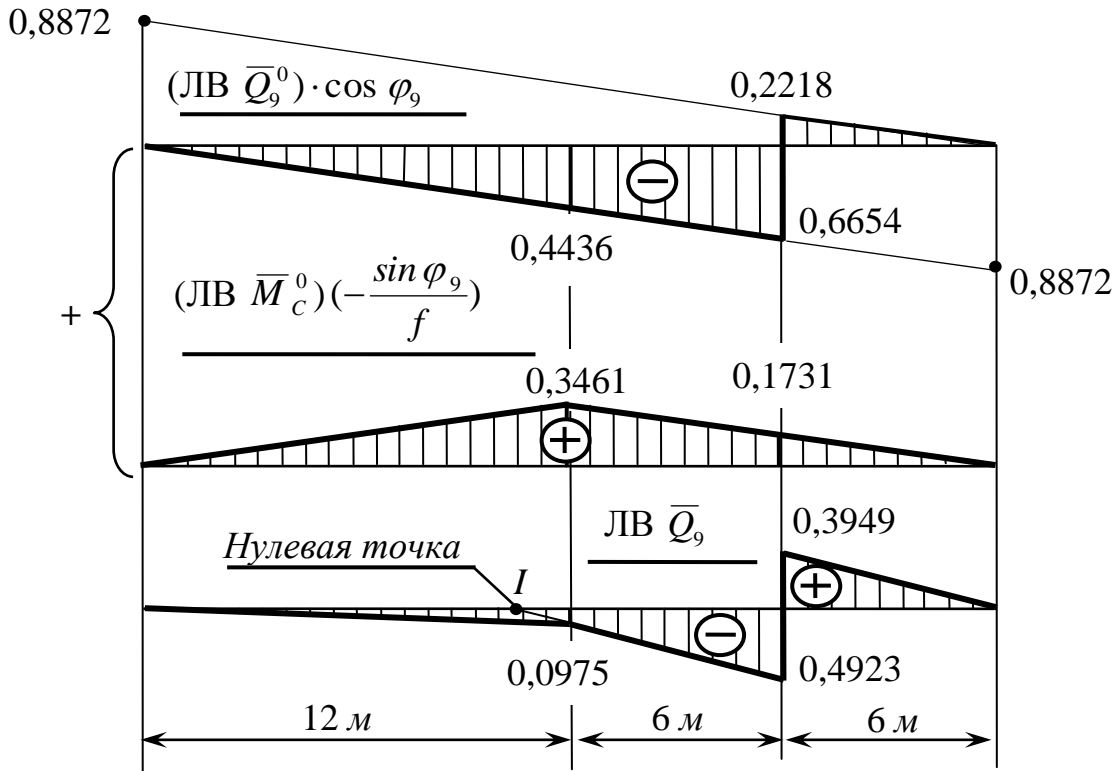 0,8872
(ЛВ Q̅₉⁰)·cos φ₉
0,2218
−
0,4436
0,6654
0,8872
+
(ЛВ M̅_C⁰)(−sin φ₉/f)
0,3461
0,1731
+
ЛВ Q̅₉
0,3949
Нулевая точка
I
+
−
0,0975
0,4923
12 м
6 м
6 м